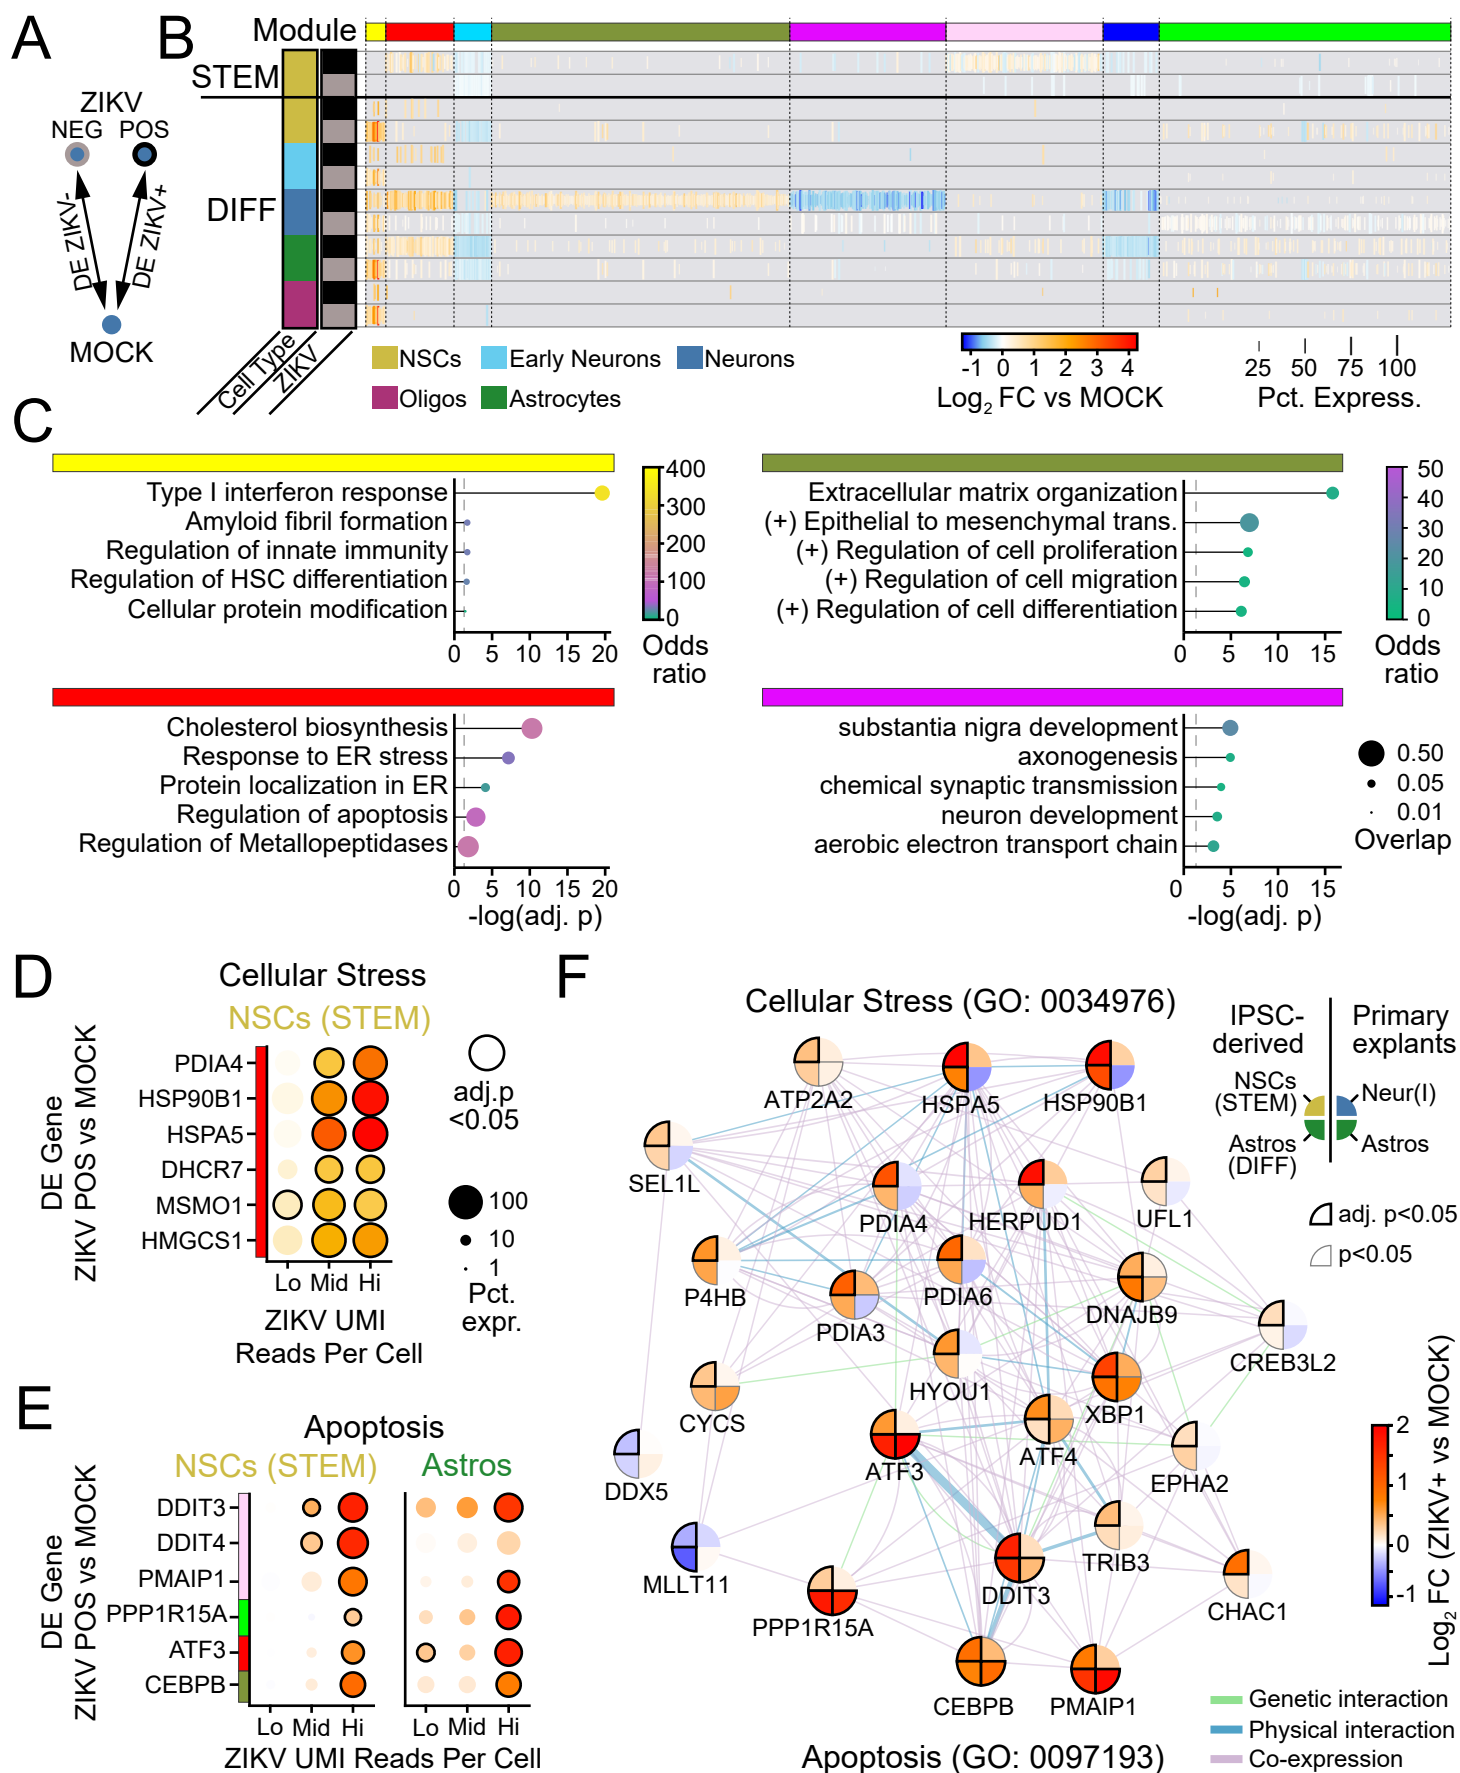 A
ZIKV
NEG POS
DE ZIKV-
DE ZIKV+
MOCK
B
Module
STEM
DIFF
Cell Type
ZIKV
NSCs
Early Neurons
Neurons
Oligos
Astrocytes
-1 0 1 2 3 4
Log2 FC vs MOCK
25 50 75 100
Pct. Express.
C
Type I interferon response
Amyloid fibril formation
Regulation of innate immunity
Regulation of HSC differentiation
Cellular protein modification
0 5 10 15 20
400
300
200
100
0
Odds
ratio
Extracellular matrix organization
(+) Epithelial to mesenchymal trans.
(+) Regulation of cell proliferation
(+) Regulation of cell migration
(+) Regulation of cell differentiation
0 5 10 15
50
40
30
20
10
0
Odds
ratio
Cholesterol biosynthesis
Response to ER stress
Protein localization in ER
Regulation of apoptosis
Regulation of Metallopeptidases
0 5 10 15 20
-log(adj. p)
substantia nigra development
axonogenesis
chemical synaptic transmission
neuron development
aerobic electron transport chain
0 5 10 15
-log(adj. p)
0.50
0.05
0.01
Overlap
D
Cellular Stress
NSCs (STEM)
DE Gene
ZIKV POS vs MOCK
PDIA4
HSP90B1
HSPA5
DHCR7
MSMO1
HMGCS1
Lo Mid Hi
ZIKV UMI
Reads Per Cell
adj.p
<0.05
100
10
1
Pct.
expr.
E
Apoptosis
NSCs (STEM)
Astros
DE Gene
ZIKV POS vs MOCK
DDIT3
DDIT4
PMAIP1
PPP1R15A
ATF3
CEBPB
Lo Mid Hi
Lo Mid Hi
ZIKV UMI Reads Per Cell
F
Cellular Stress (GO: 0034976)
IPSC-
derived
Primary
explants
NSCs
(STEM)
Neur(I)
Astros
(DIFF)
Astros
adj. p<0.05
p<0.05
ATP2A2
HSPA5
HSP90B1
SEL1L
PDIA4
HERPUD1
UFL1
P4HB
PDIA3
PDIA6
DNAJB9
CREB3L2
CYCS
HYOU1
XBP1
DDX5
ATF3
ATF4
EPHA2
MLLT11
PPP1R15A
DDIT3
TRIB3
CHAC1
CEBPB
PMAIP1
2
1
0
-1
Log2 FC (ZIKV+ vs MOCK)
Genetic interaction
Physical interaction
Co-expression
Apoptosis (GO: 0097193)